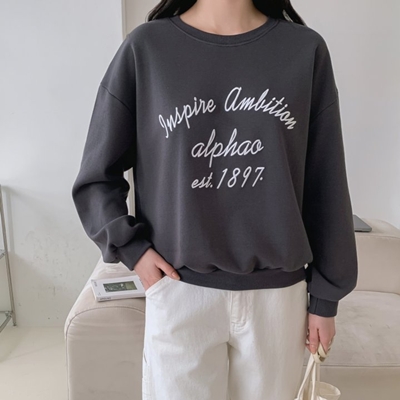 Inspire Ambition
alphao
est. 1897.